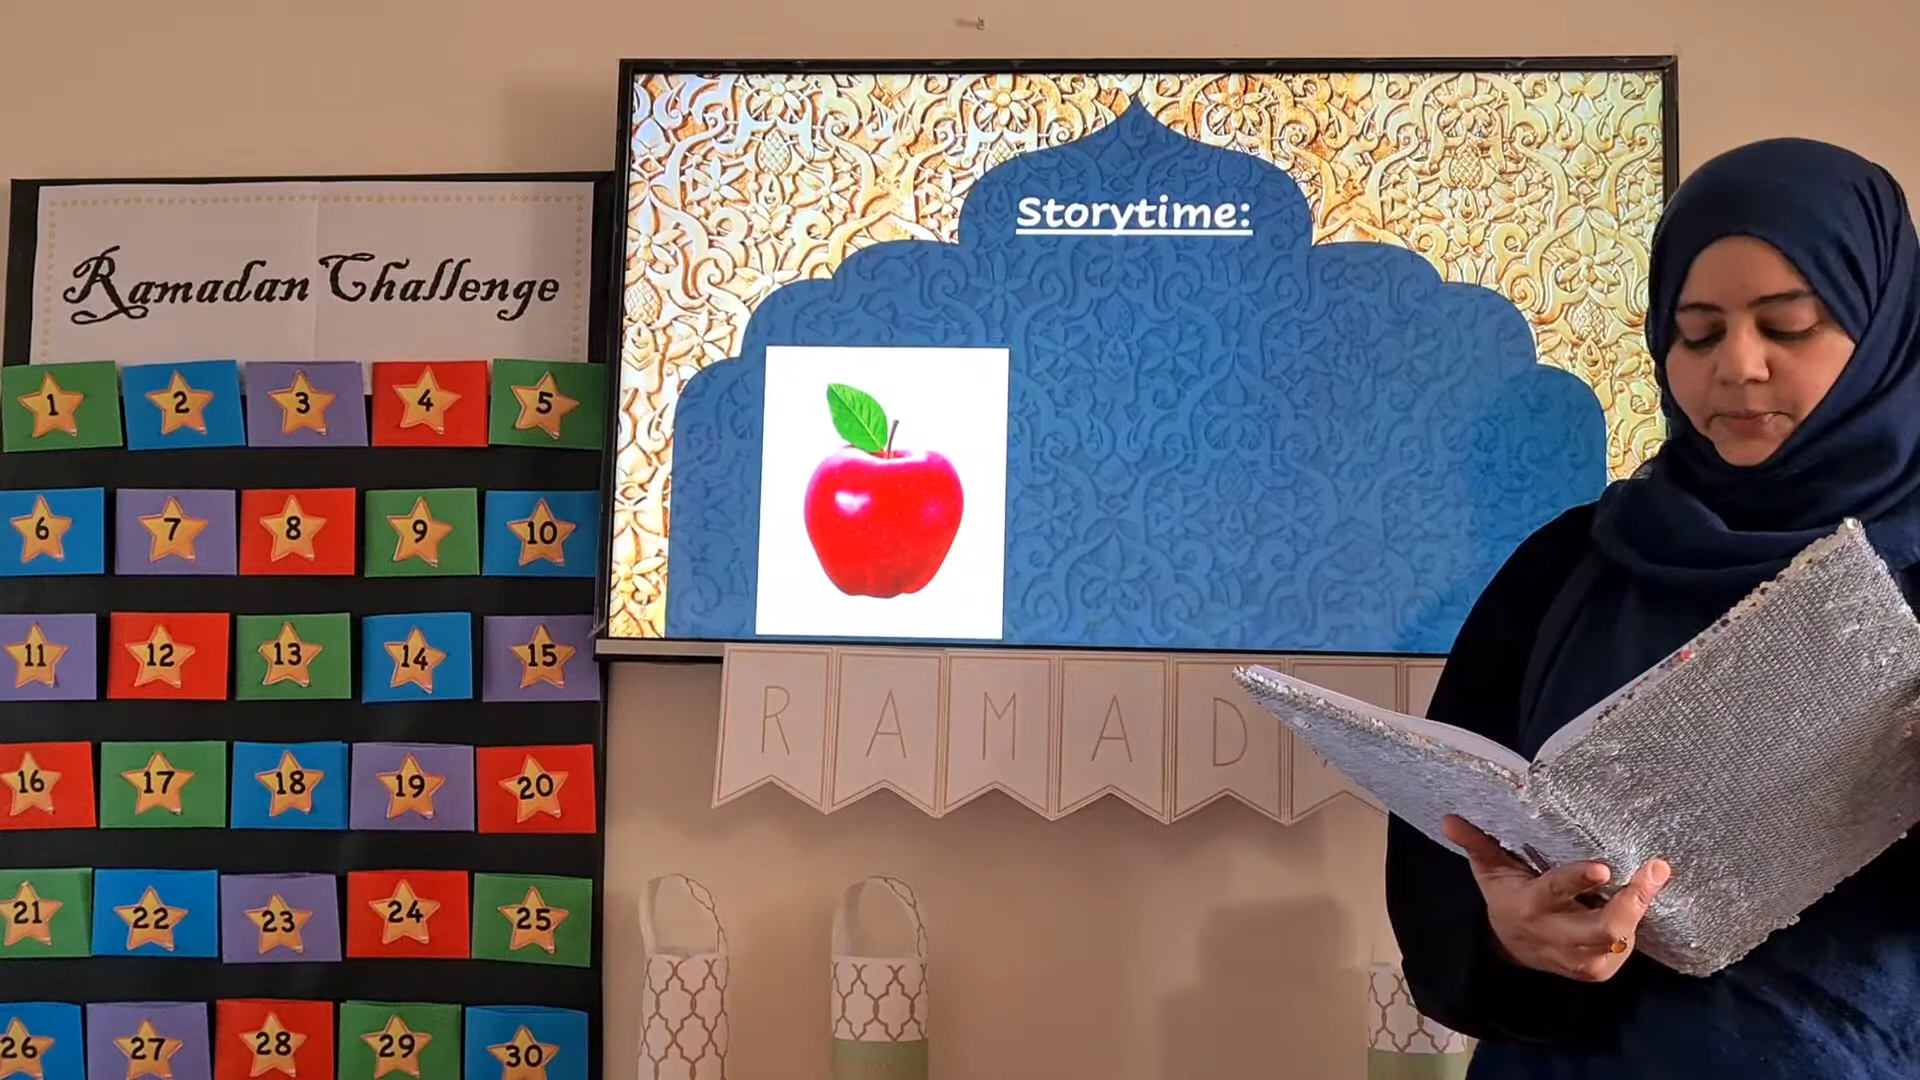 Ramadan Challenge
1 2 3 4 5
6 7 8 9 10
11 12 13 14 15
16 17 18 19 20
21 22 23 24 25
26 27 28 29 30
Storytime:
RAMAD